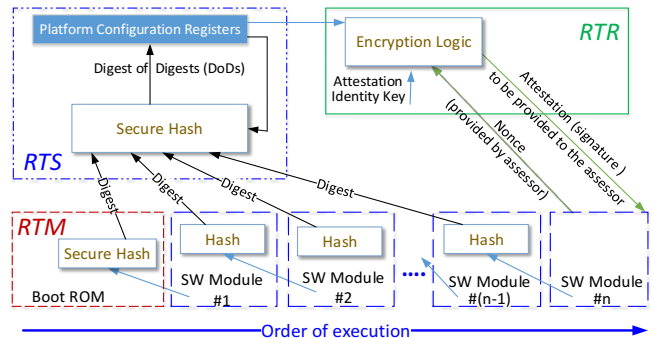 Platform Configuration Registers
RTR
Encryption Logic
Digest of Digests (DoDs)
Attestation
Identity Key
Attestation (signature )
to be provided to the assessor
Nonce
(provided by assessor)
Secure Hash
RTS
Digest
Digest
Digest
Digest
RTM
Secure Hash
Boot ROM
Hash
SW Module
#1
Hash
SW Module
#2
....
Hash
SW Module
#(n-1)
SW Module
#n
Order of execution